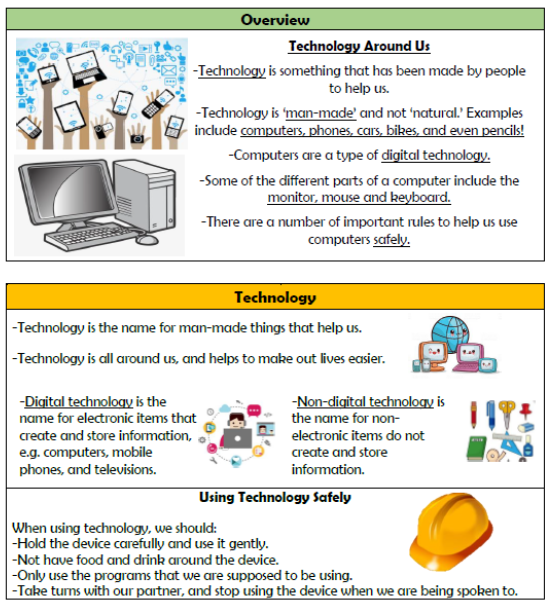 Overview
Technology Around Us
-Technology is something that has been made by people
to help us.
-Technology is ‘man-made’ and not ‘natural.’ Examples
include computers, phones, cars, bikes, and even pencils!
-Computers are a type of digital technology.
-Some of the different parts of a computer include the
monitor, mouse and keyboard.
-There are a number of important rules to help us use
computers safely.
Technology
-Technology is the name for man-made things that help us.
-Technology is all around us, and helps to make out lives easier.
-Digital technology is the
name for electronic items that
create and store information,
e.g. computers, mobile
phones, and televisions.
-Non-digital technology is
the name for non-
electronic items do not
create and store
information.
Using Technology Safely
When using technology, we should:
-Hold the device carefully and use it gently.
-Not have food and drink around the device.
-Only use the programs that we are supposed to be using.
-Take turns with our partner, and stop using the device when we are being spoken to.